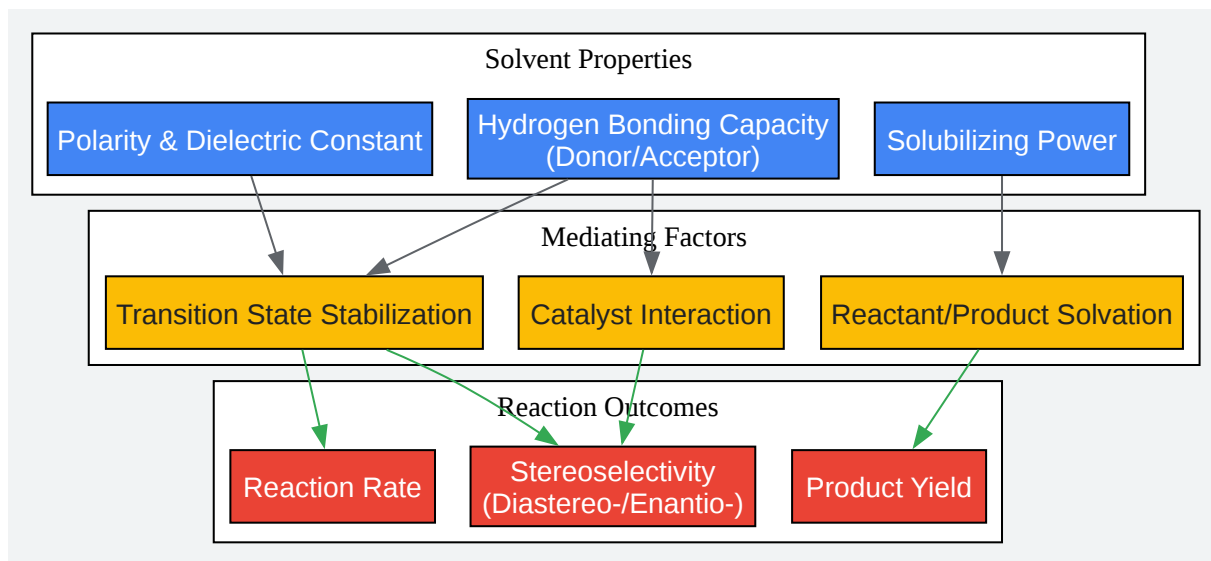 Solvent Properties
Polarity & Dielectric Constant
Hydrogen Bonding Capacity
(Donor/Acceptor)
Solubilizing Power
Mediating Factors
Transition State Stabilization
Catalyst Interaction
Reactant/Product Solvation
Reaction Outcomes
Reaction Rate
Stereoselectivity
(Diastereo-/Enantio-)
Product Yield